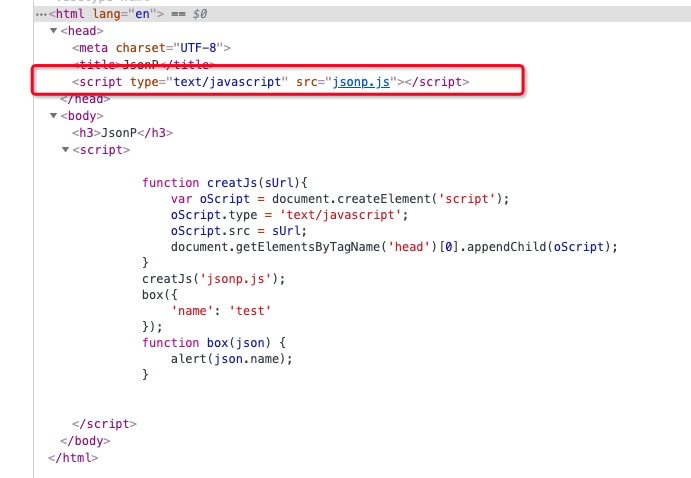 <html lang="en"> == $0
<head>
<meta charset="UTF-8">
<title>JsonP</title>
<script type="text/javascript" src="jsonp.js"></script>
</head>
<body>
<h3>JsonP</h3>
<script>
function creatJs(sUrl){
var oScript = document.createElement('script');
oScript.type = 'text/javascript';
oScript.src = sUrl;
document.getElementsByTagName('head')[0].appendChild(oScript);
}
creatJs('jsonp.js');
box({
'name': 'test'
});
function box(json) {
alert(json.name);
}
</script>
</body>
</html>